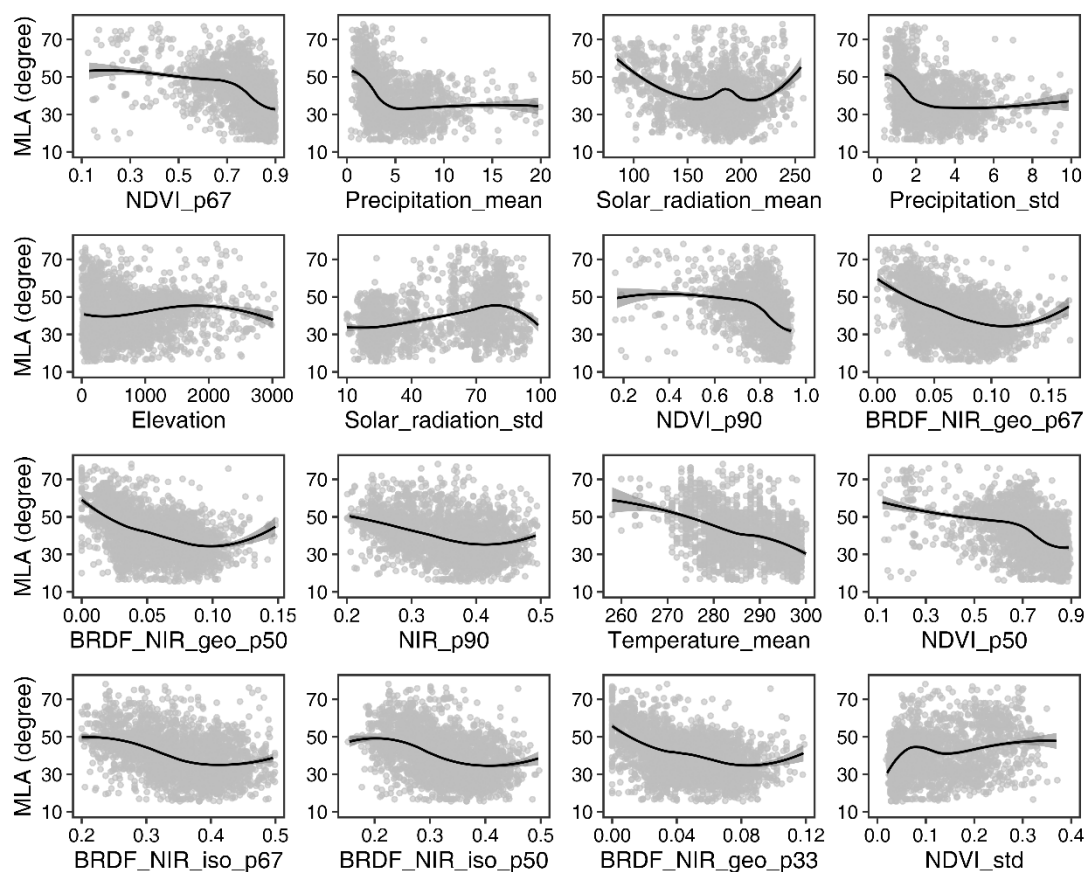 MLA (degree)
70
50
30
10
0.1 0.3 0.5 0.7 0.9
NDVI_p67
70
50
30
10
0 5 10 15 20
Precipitation_mean
70
50
30
10
100 150 200 250
Solar_radiation_mean
70
50
30
10
0 2 4 6 8 10
Precipitation_std
MLA (degree)
70
50
30
10
0 1000 2000 3000
Elevation
70
50
30
10
10 40 70 100
Solar_radiation_std
70
50
30
10
0.2 0.4 0.6 0.8 1.0
NDVI_p90
70
50
30
10
0.00 0.05 0.10 0.15
BRDF_NIR_geo_p67
MLA (degree)
70
50
30
10
0.00 0.05 0.10 0.15
BRDF_NIR_geo_p50
70
50
30
10
0.2 0.3 0.4 0.5
NIR_p90
70
50
30
10
260 270 280 290 300
Temperature_mean
70
50
30
10
0.1 0.3 0.5 0.7 0.9
NDVI_p50
MLA (degree)
70
50
30
10
0.2 0.3 0.4 0.5
BRDF_NIR_iso_p67
70
50
30
10
0.2 0.3 0.4 0.5
BRDF_NIR_iso_p50
70
50
30
10
0.00 0.04 0.08 0.12
BRDF_NIR_geo_p33
70
50
30
10
0.0 0.1 0.2 0.3 0.4
NDVI_std